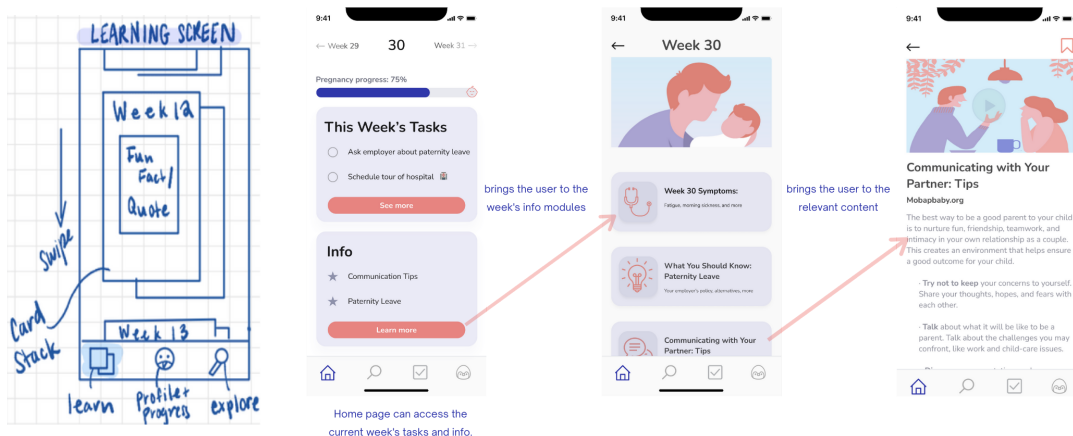 LEARNING SCREEN
Week 12
Fun
Fact/
Quote
Swipe
Card
Stack
Week 13
learn
profile+
progress
explore
9:41
← Week 29
30
Week 31 →
Pregnancy progress: 75%
This Week's Tasks
Ask employer about paternity leave
Schedule tour of hospital
See more
Info
Communication Tips
Paternity Leave
Learn more
Home page can access the
current week's tasks and info.
brings the user to the
week's info modules
9:41
← Week 30
Week 30 Symptoms:
Fatigue, morning sickness, and more
What You Should Know:
Paternity Leave
Your employer's policy, alternatives, more
Communicating with Your
Partner: Tips
brings the user to the
relevant content
9:41
←
Communicating with Your
Partner: Tips
Mobapbaby.org
The best way to be a good parent to your child
is to nurture fun, friendship, teamwork, and
intimacy in your own relationship as a couple.
This creates an environment that helps ensure
a good outcome for your child.
· Try not to keep your concerns to yourself.
Share your thoughts, hopes, and fears with
each other.
· Talk about what it will be like to be a
parent. Talk about the challenges you may
confront, like work and child-care issues.